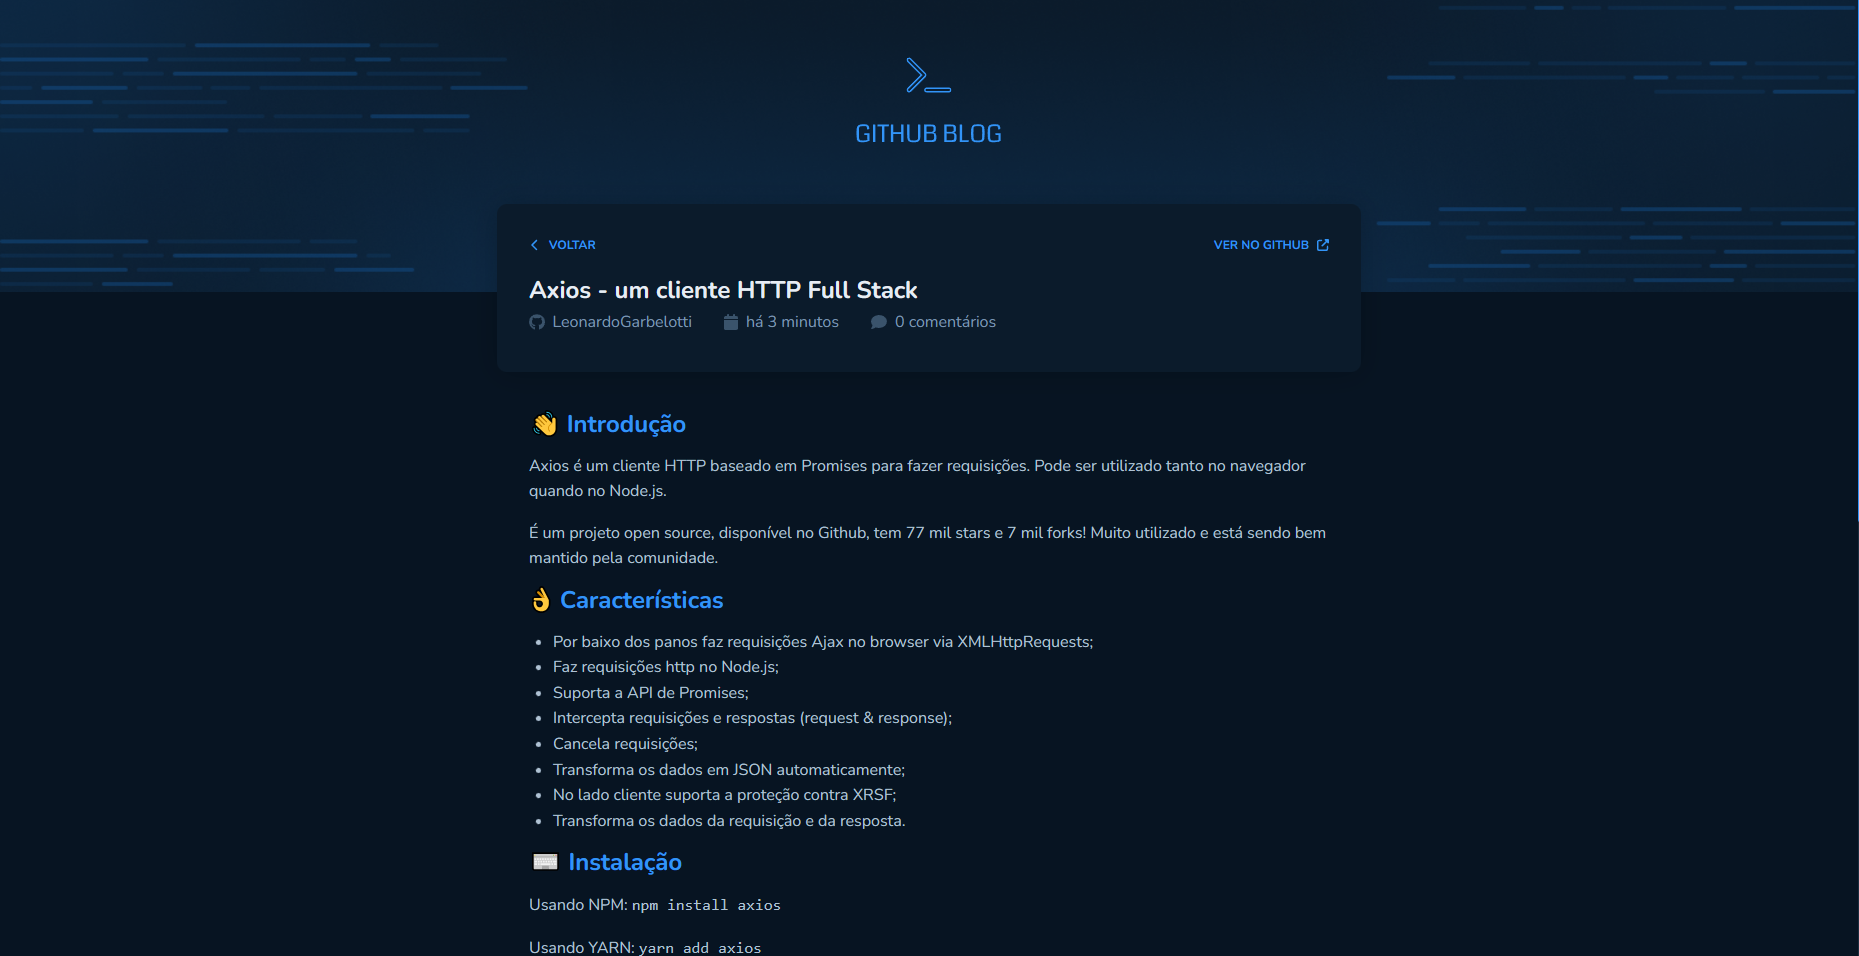 GITHUB BLOG
VOLTAR
VER NO GITHUB
Axios - um cliente HTTP Full Stack
LeonardoGarbelotti há 3 minutos 0 comentários
👋 Introdução
Axios é um cliente HTTP baseado em Promises para fazer requisições. Pode ser utilizado tanto no navegador
quando no Node.js.
É um projeto open source, disponível no Github, tem 77 mil stars e 7 mil forks! Muito utilizado e está sendo bem
mantido pela comunidade.
👌 Características
• Por baixo dos panos faz requisições Ajax no browser via XMLHttpRequests;
• Faz requisições http no Node.js;
• Suporta a API de Promises;
• Intercepta requisições e respostas (request & response);
• Cancela requisições;
• Transforma os dados em JSON automaticamente;
• No lado cliente suporta a proteção contra XRSF;
• Transforma os dados da requisição e da resposta.
⌨️ Instalação
Usando NPM: npm install axios
Usando YARN: yarn add axios